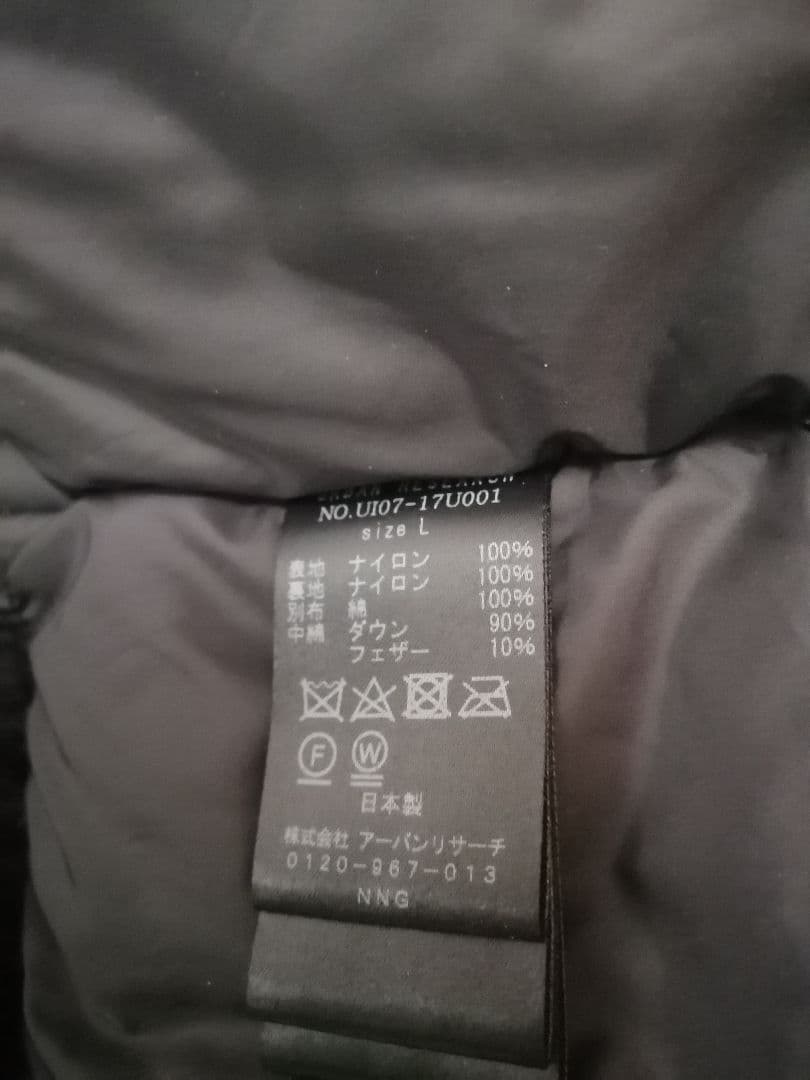 URBAN RESEARCH
NO.UI07-17U001
size L
表地 ナイロン 100%
裏地 ナイロン 100%
別布 綿 100%
中綿 ダウン 90%
フェザー 10%
F W
日本製
株式会社 アーバンリサーチ
0120-967-013
NNG